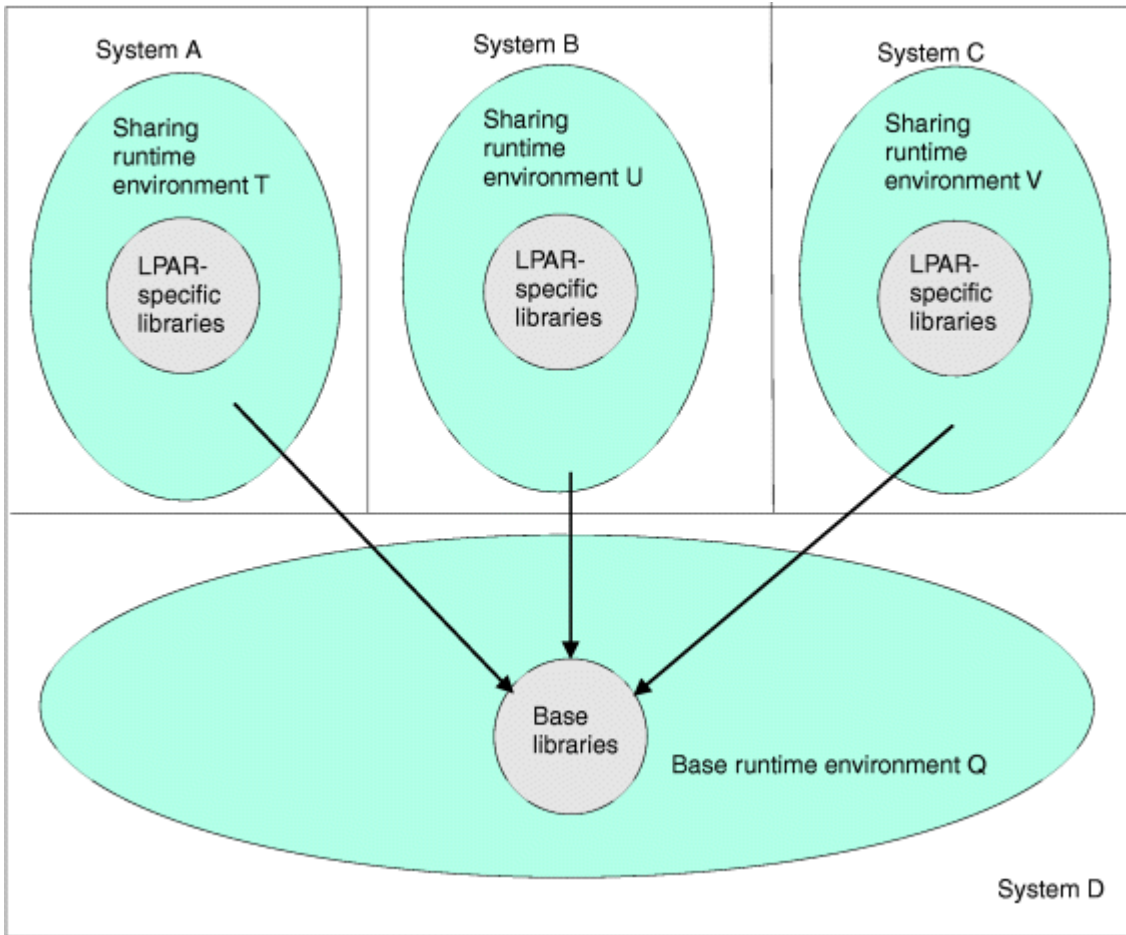 System A
Sharing
runtime
environment T
LPAR-
specific
libraries
System B
Sharing
runtime
environment U
LPAR-
specific
libraries
System C
Sharing
runtime
environment V
LPAR-
specific
libraries
Base
libraries
Base runtime environment Q
System D